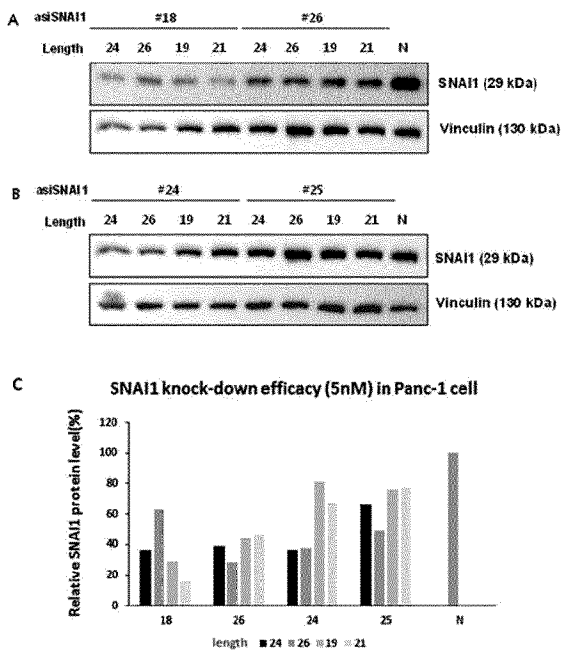 A asiSNAI1 #18 #26
Length 24 26 19 21 24 26 19 21 N
SNAI1 (29 kDa)
Vinculin (130 kDa)
B asiSNAI1 #24 #25
Length 24 26 19 21 24 26 19 21 N
SNAI1 (29 kDa)
Vinculin (130 kDa)
C
SNAI1 knock-down efficacy (5nM) in Panc-1 cell
Relative SNAI1 protein level(%)
120
100
80
60
40
20
0
18 26 24 25 N
length 24 26 19 21